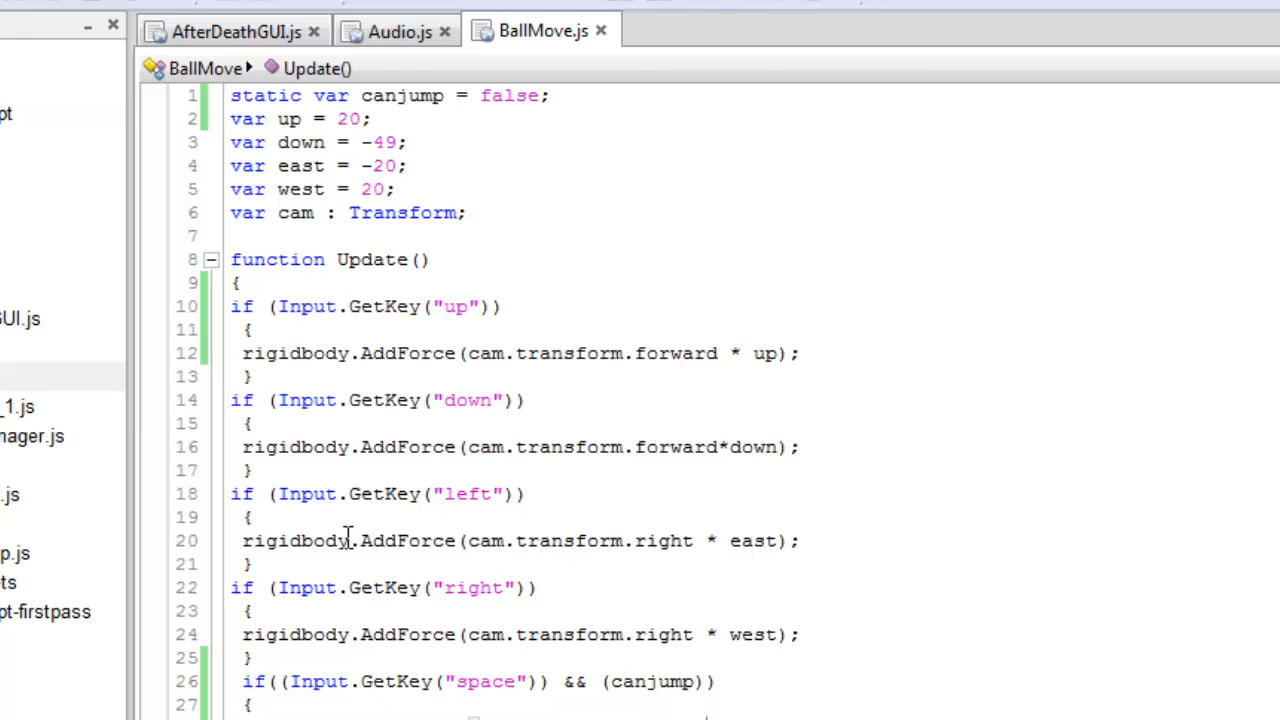 AfterDeathGUI.js
Audio.js
BallMove.js
BallMove
Update()
pt
GUI.js
_1.js
nager.js
.js
p.js
ts
pt-firstpass
1 static var canjump = false;
2 var up = 20;
3 var down = -49;
4 var east = -20;
5 var west = 20;
6 var cam : Transform;
7
8 function Update()
9 {
10 if (Input.GetKey("up"))
11 {
12 rigidbody.AddForce(cam.transform.forward * up);
13 }
14 if (Input.GetKey("down"))
15 {
16 rigidbody.AddForce(cam.transform.forward*down);
17 }
18 if (Input.GetKey("left"))
19 {
20 rigidbody.AddForce(cam.transform.right * east);
21 }
22 if (Input.GetKey("right"))
23 {
24 rigidbody.AddForce(cam.transform.right * west);
25 }
26 if((Input.GetKey("space")) && (canjump))
27 {